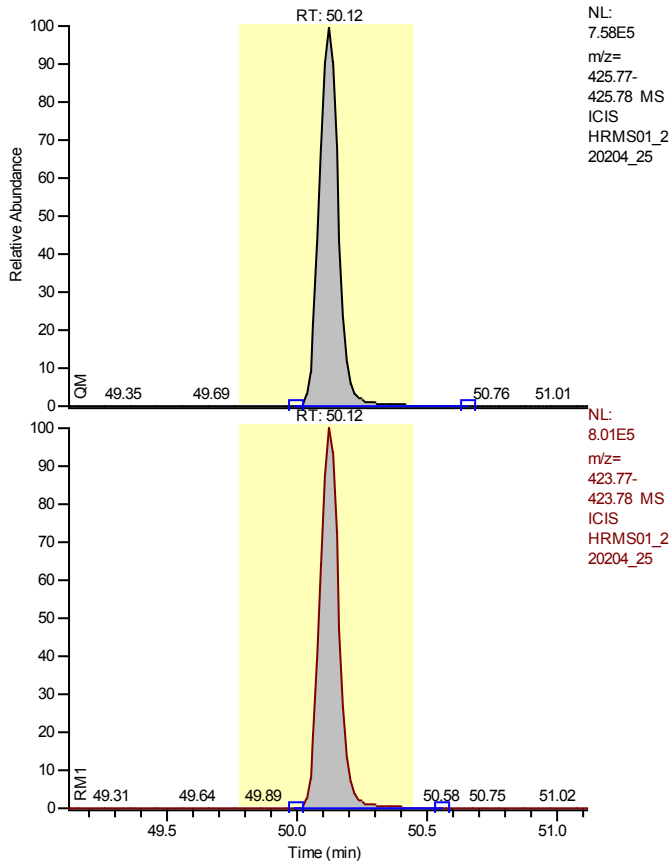 RT: 50.12
NL:
7.58E5
m/z=
425.77-
425.78 MS
ICIS
HRMS01_2
20204_25
100
90
80
70
60
50
40
30
20
10
0
Relative Abundance
QM
49.35 49.69 50.76 51.01
RT: 50.12
NL:
8.01E5
m/z=
423.77-
423.78 MS
ICIS
HRMS01_2
20204_25
100
90
80
70
60
50
40
30
20
10
0
RM1
49.31 49.64 49.89 50.58 50.75 51.02
49.5 50.0 50.5 51.0
Time (min)